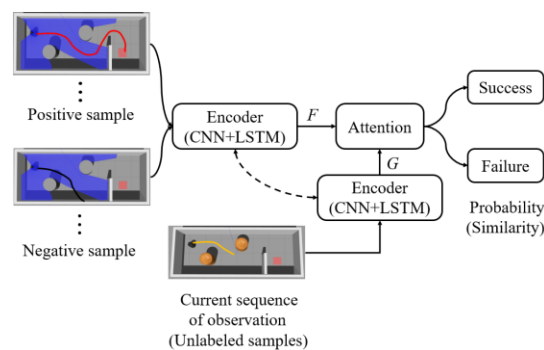 Positive sample
Negative sample
Encoder
(CNN+LSTM)
F
Attention
G
Encoder
(CNN+LSTM)
Success
Failure
Probability
(Similarity)
Current sequence
of observation
(Unlabeled samples)